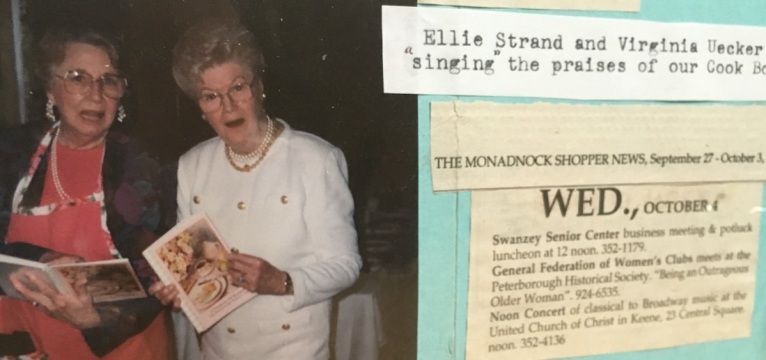 " Ellie Strand and Virginia Uecker
"singing the praises of our Cook
THE MONADNOCK SHOPPER NEWS, September 27 - October 3,
WED., OCTOBER 4
Swanzey Senior Center business meeting & potluck
luncheon at 12 noon. 352-1179.
General Federation of Women's Clubs meets at the
Peterborough Historical Society. "Being an Outrageous
Older Woman". 924-6535.
Noon Concert of classical to Broadway music at the
United Church of Christ in Keene, 23 Central Square,
noon. 352-4136